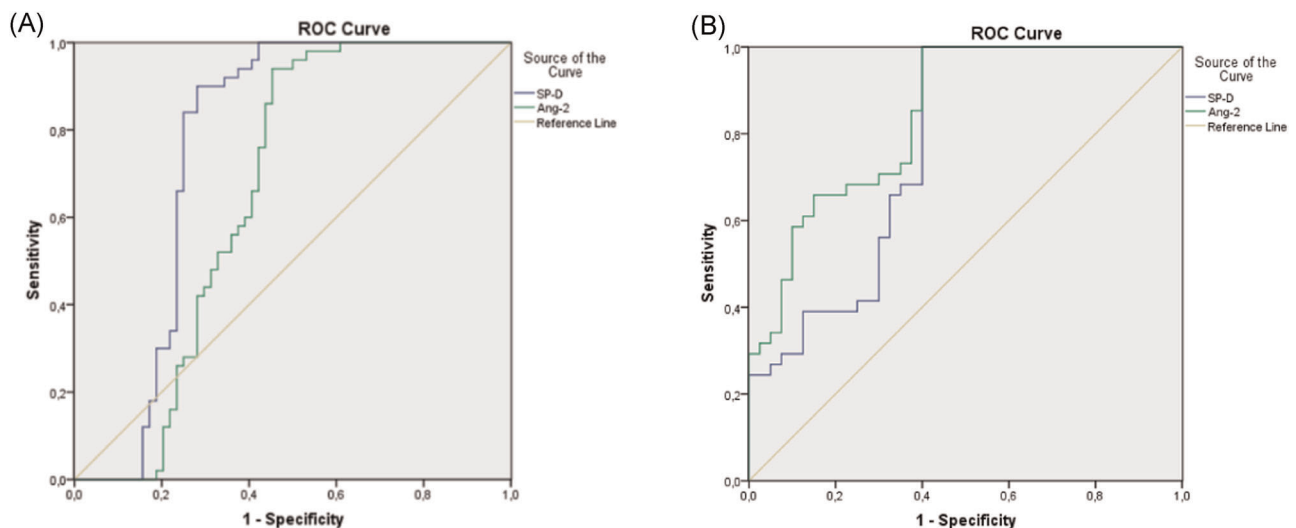 (A)
ROC Curve
Source of the
Curve
SP-D
Ang-2
Reference Line
1,0
0,8
0,6
0,4
0,2
0,0
Sensitivity
0,0 0,2 0,4 0,6 0,8 1,0
1 - Specificity
(B)
ROC Curve
Source of the
Curve
SP-D
Ang-2
Reference Line
1,0
0,8
0,6
0,4
0,2
0,0
Sensitivity
0,0 0,2 0,4 0,6 0,8 1,0
1 - Specificity